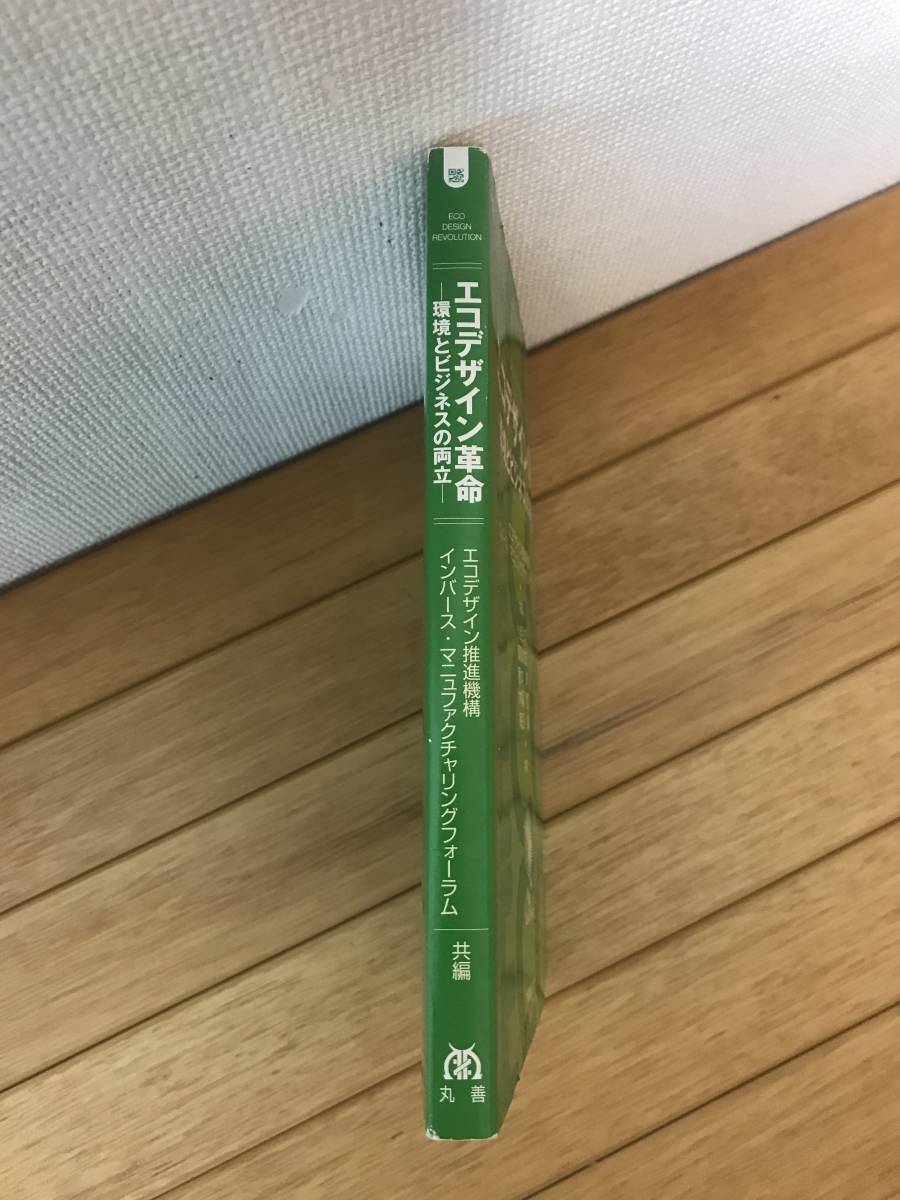 ECO
DESIGN
REVOLUTION
エコデザイン革命
―環境とビジネスの両立―
エコデザイン推進機構
インバース・マニュファクチャリングフォーラム
共編
丸善